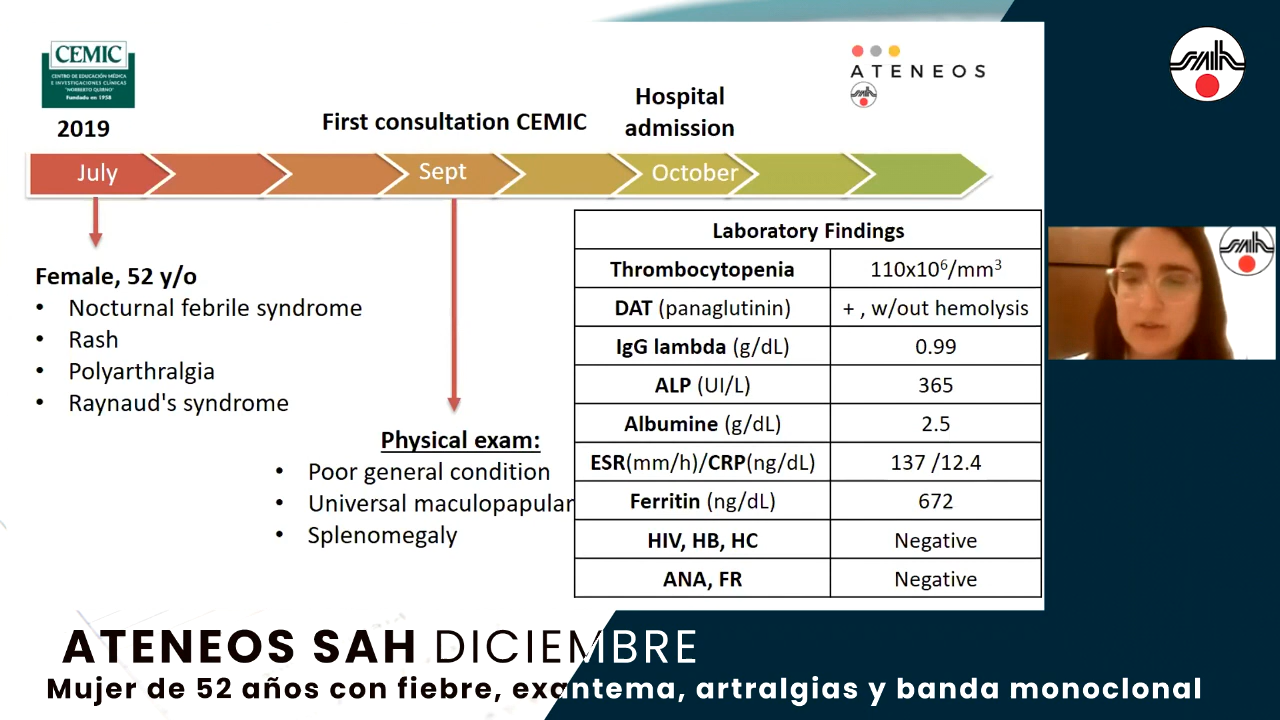 CEMIC
CENTRO DE EDUCACIÓN MÉDICA
E INVESTIGACIONES CLÍNICAS
"NORBERTO QUIRNO"
Fundado en 1958
ATENEOS
2019
First consultation CEMIC
Hospital
admission
July
Sept
October
Female, 52 y/o
• Nocturnal febrile syndrome
• Rash
• Polyarthralgia
• Raynaud's syndrome
Physical exam:
• Poor general condition
• Universal maculopapular
• Splenomegaly
Laboratory Findings
Thrombocytopenia 110x10⁶/mm³
DAT (panaglutinin) + , w/out hemolysis
IgG lambda (g/dL) 0.99
ALP (UI/L) 365
Albumine (g/dL) 2.5
ESR(mm/h)/CRP(ng/dL) 137 /12.4
Ferritin (ng/dL) 672
HIV, HB, HC Negative
ANA, FR Negative
ATENEOS SAH DICIEMBRE
Mujer de 52 años con fiebre, exantema, artralgias y banda monoclonal